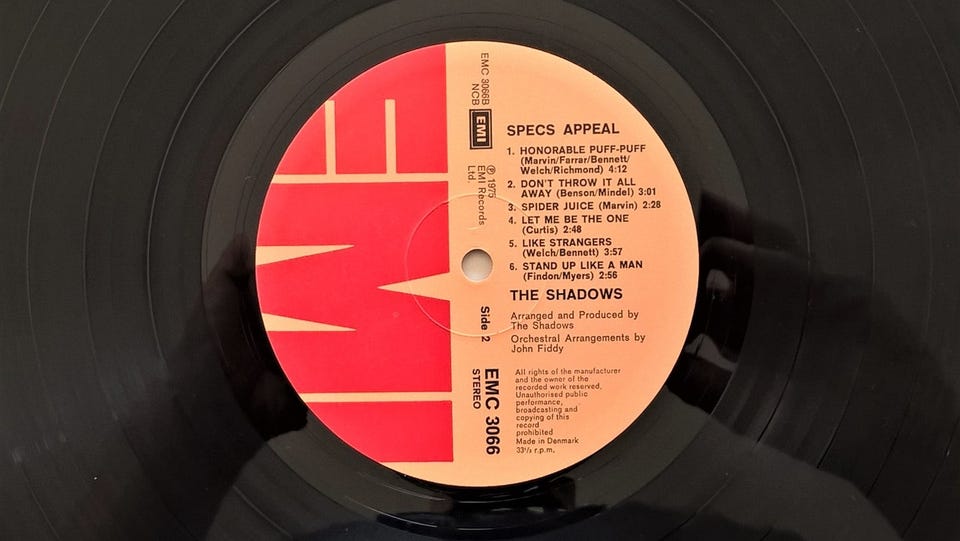 EMI
EMC 3066B
NCB
EMI
℗ 1975
EMI Records
Ltd.
SPECS APPEAL
1. HONORABLE PUFF-PUFF
(Marvin/Farrar/Bennett/
Welch/Richmond) 4:12
2. DON'T THROW IT ALL
AWAY (Benson/Mindel) 3:01
3. SPIDER JUICE (Marvin) 2:28
4. LET ME BE THE ONE
(Curtis) 2:48
5. LIKE STRANGERS
(Welch/Bennett) 3:57
6. STAND UP LIKE A MAN
(Findon/Myers) 2:56
THE SHADOWS
Arranged and Produced by
The Shadows
Orchestral Arrangements by
John Fiddy
Side 2
EMC 3066
STEREO
All rights of the manufacturer
and the owner of the
recorded work reserved.
Unauthorised public
performance,
broadcasting and
copying of this
record
prohibited
Made in Denmark
33⅓ r.p.m.